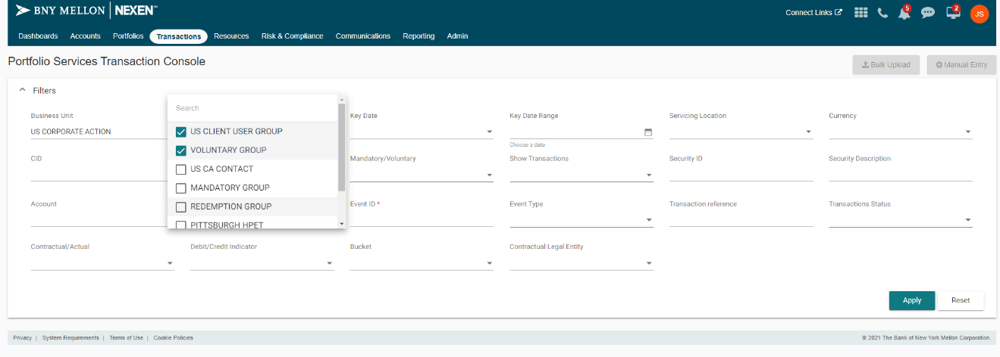 BNY MELLON | NEXEN℠
Connect Links
5
2
JS
Dashboards Accounts Portfolios Transactions Resources Risk & Compliance Communications Reporting Admin
Portfolio Services Transaction Console
Bulk Upload
Manual Entry
Filters
Business Unit
US CORPORATE ACTION
Search
US CLIENT USER GROUP
VOLUNTARY GROUP
US CA CONTACT
MANDATORY GROUP
REDEMPTION GROUP
PITTSBURGH HPET
Key Date
Key Date Range
Choose a date
Servicing Location
Currency
CID
Mandatory/Voluntary
Show Transactions
Security ID
Security Description
Account
Event ID *
Event Type
Transaction reference
Transactions Status
Contractual/Actual
Debit/Credit Indicator
Bucket
Contractual Legal Entity
Apply
Reset
Privacy | System Requirements | Terms of Use | Cookie Policies
© 2021 The Bank of New York Mellon Corporation.